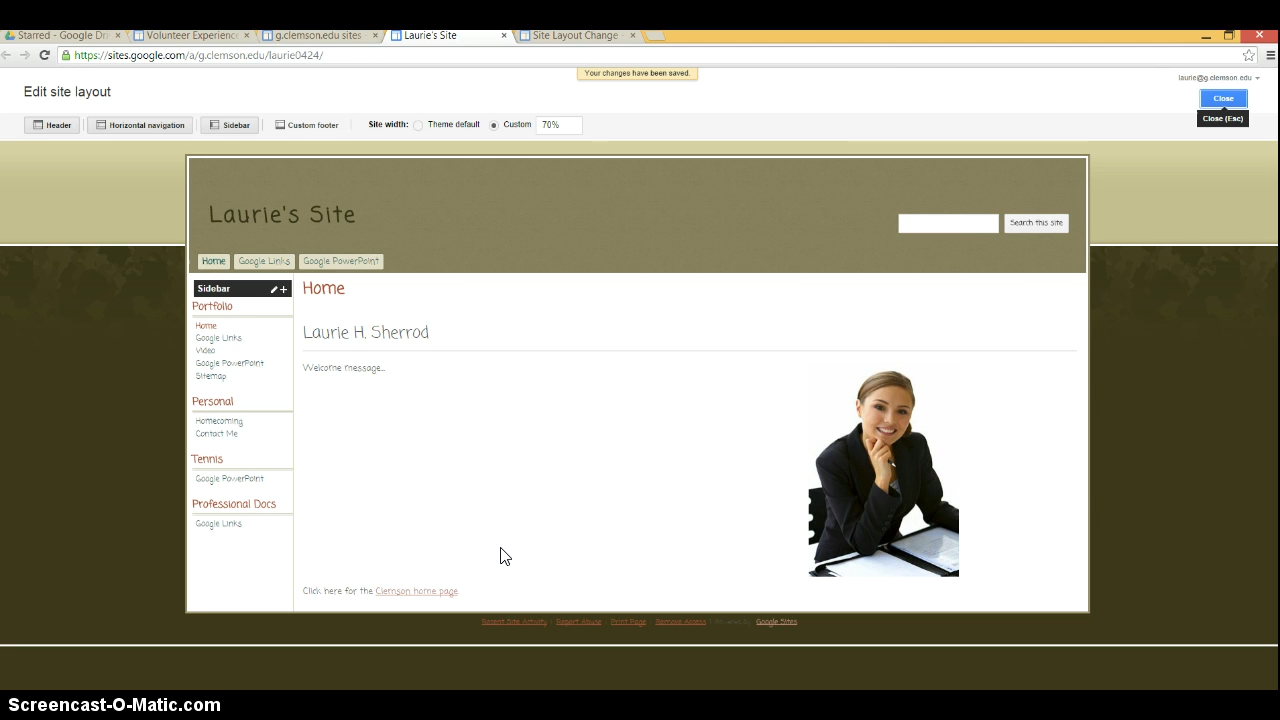 Starred - Google Dri
Volunteer Experience
g.clemson.edu sites -
Laurie's Site
Site Layout Change -
https://sites.google.com/a/g.clemson.edu/laurie0424/
Your changes have been saved.
laurie@g.clemson.edu
Edit site layout
Close
Close (Esc)
Header
Horizontal navigation
Sidebar
Custom footer
Site width:
Theme default
Custom
70%
Laurie's Site
Search this site
Home
Google Links
Google PowerPoint
Sidebar
Portfolio
Home
Google Links
Video
Google PowerPoint
Sitemap
Personal
Homecoming
Contact Me
Tennis
Google PowerPoint
Professional Docs
Google Links
Home
Laurie H. Sherrod
Welcome message...
Click here for the Clemson home page.
Recent Site Activity | Report Abuse | Print Page | Remove Access | Powered By Google Sites
Screencast-O-Matic.com